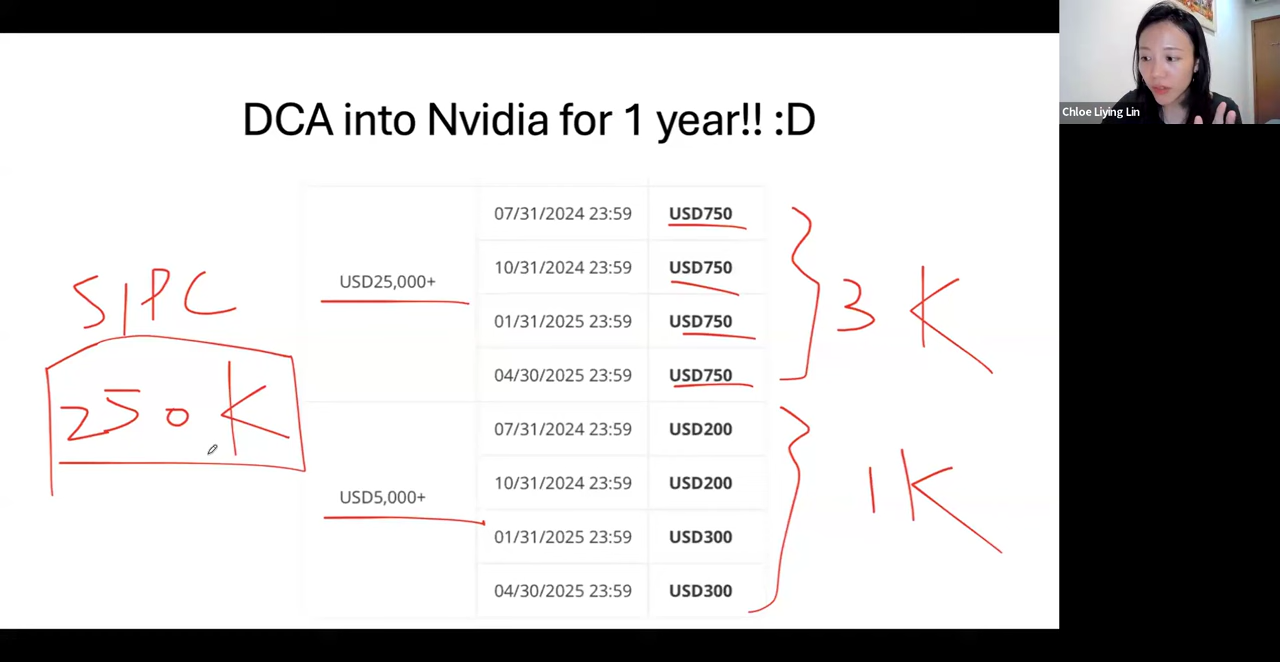 Chloe Liying Lin
DCA into Nvidia for 1 year!! :D
07/31/2024 23:59 USD750
10/31/2024 23:59 USD750
USD25,000+
01/31/2025 23:59 USD750
04/30/2025 23:59 USD750
3K
SIPC
250K
07/31/2024 23:59 USD200
10/31/2024 23:59 USD200
USD5,000+
01/31/2025 23:59 USD300
04/30/2025 23:59 USD300
1K